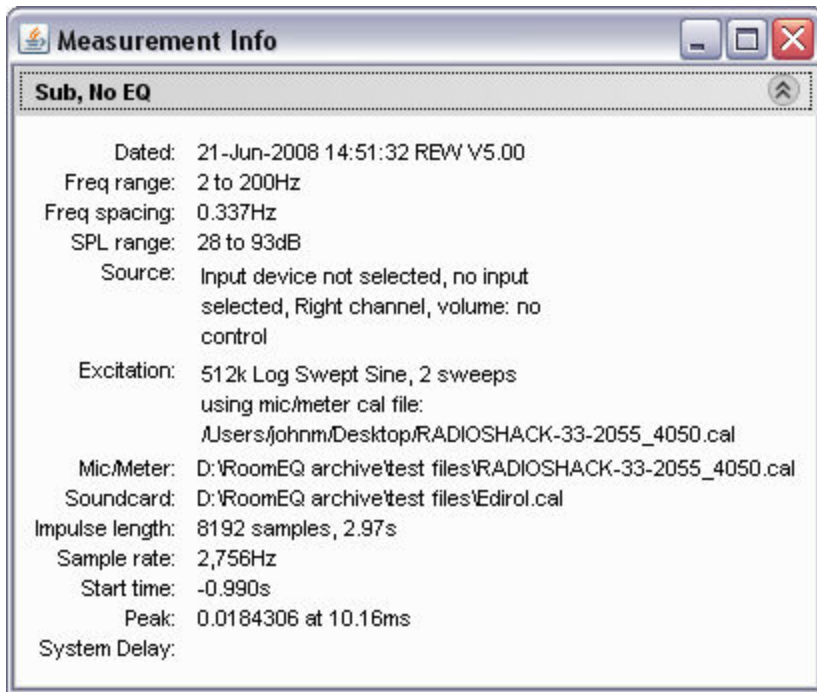 Measurement Info
Sub, No EQ
Dated: 21-Jun-2008 14:51:32 REW V5.00
Freq range: 2 to 200Hz
Freq spacing: 0.337Hz
SPL range: 28 to 93dB
Source: Input device not selected, no input
selected, Right channel, volume: no
control
Excitation: 512k Log Swept Sine, 2 sweeps
using mic/meter cal file:
/Users/johnm/Desktop/RADIOSHACK-33-2055_4050.cal
Mic/Meter: D:\RoomEQ archive\test files\RADIOSHACK-33-2055_4050.cal
Soundcard: D:\RoomEQ archive\test files\Edirol.cal
Impulse length: 8192 samples, 2.97s
Sample rate: 2,756Hz
Start time: -0.990s
Peak: 0.0184306 at 10.16ms
System Delay: